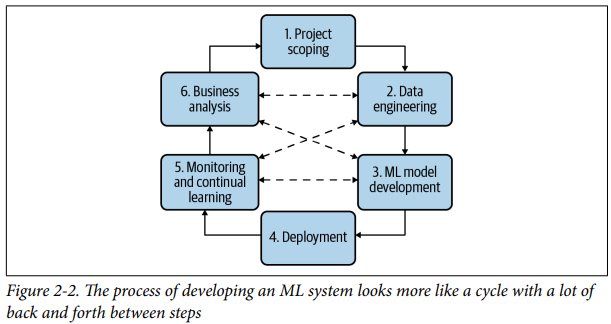 1. Project
scoping
2. Data
engineering
3. ML model
development
4. Deployment
5. Monitoring
and continual
learning
6. Business
analysis
Figure 2-2. The process of developing an ML system looks more like a cycle with a lot of
back and forth between steps